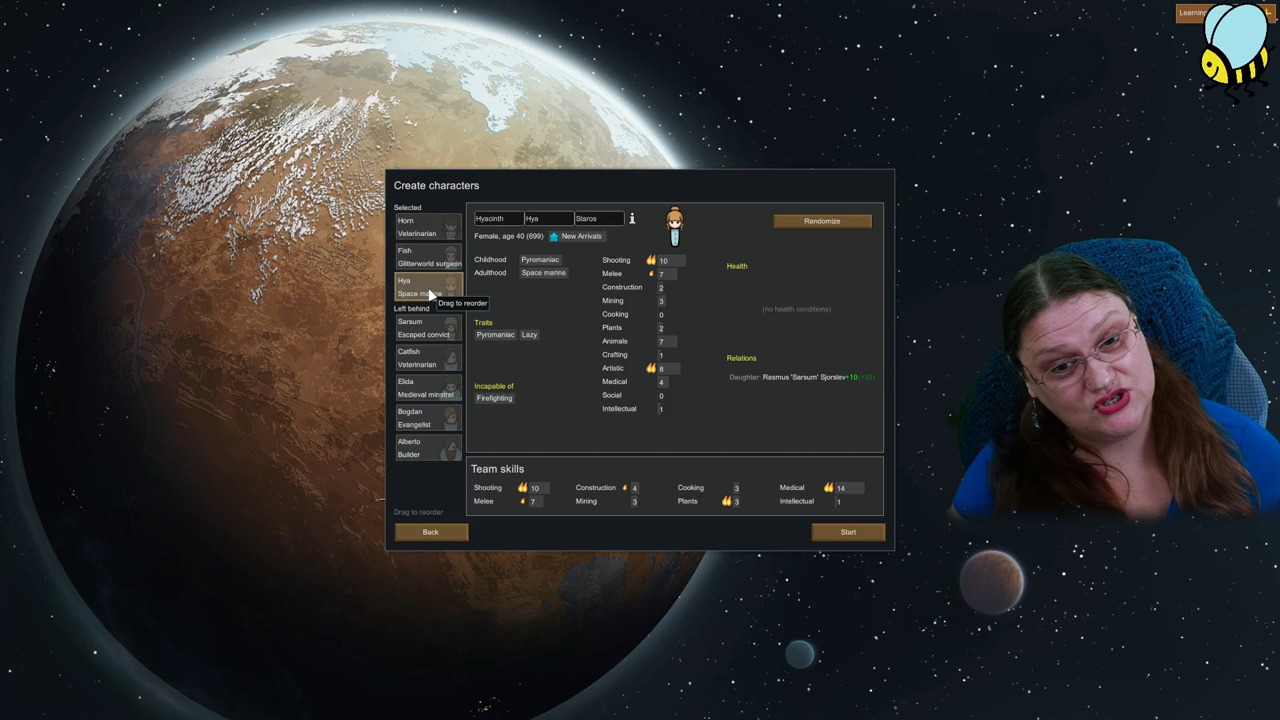 Learning
Create characters
Selected
Horn
Veterinarian
Fish
Glitterworld surgeon
Hya
Space marine
Drag to reorder
Left behind
Sarsum
Escaped convict
Catfish
Veterinarian
Elida
Medieval minstrel
Bogdan
Evangelist
Alberto
Builder
Drag to reorder
Hyacinth Hya Staros
Randomize
Female, age 40 (699) New Arrivals
Childhood Pyromaniac
Adulthood Space marine
Traits
Pyromaniac Lazy
Incapable of
Firefighting
Shooting 10
Melee 7
Construction 2
Mining 3
Cooking 0
Plants 2
Animals 7
Crafting 1
Artistic 8
Medical 4
Social 0
Intellectual 1
Health
(no health conditions)
Relations
Daughter: Rasmus 'Sarsum' Sjorslev+10(+30)
Team skills
Shooting 10 Construction 4 Cooking 3 Medical 14
Melee 7 Mining 3 Plants 3 Intellectual 1
Back
Start